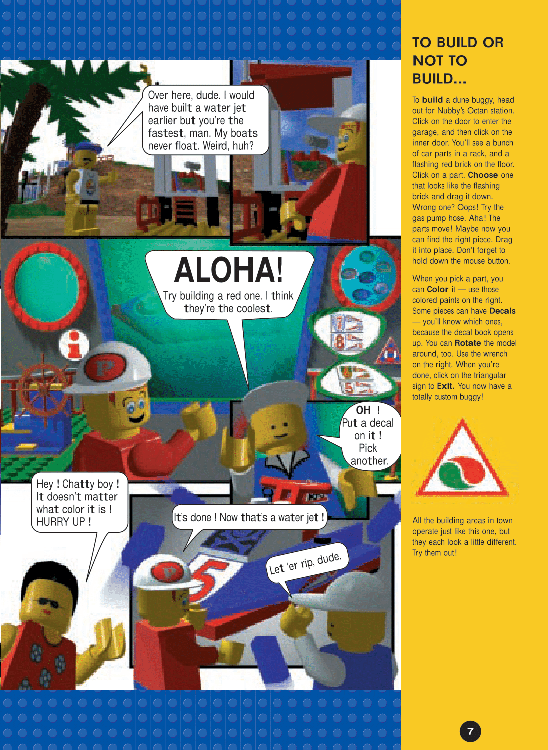 Over here, dude. I would
have built a water jet
earlier but you're the
fastest, man. My boats
never float. Weird, huh?
ALOHA!
Try building a red one. I think
they're the coolest.
i
P
7
8
5
OH !
Put a decal
on it !
Pick
another.
Hey ! Chatty boy !
It doesn't matter
what color it is !
HURRY UP !
It's done ! Now that's a water jet !
Let 'er rip, dude.
P
5
TO BUILD OR
NOT TO
BUILD...
To build a dune buggy, head
out for Nubby's Octan station.
Click on the door to enter the
garage, and then click on the
inner door. You'll see a bunch
of car parts in a rack, and a
flashing red brick on the floor.
Click on a part. Choose one
that looks like the flashing
brick and drag it down.
Wrong one? Oops! Try the
gas pump hose. Aha! The
parts move! Maybe now you
can find the right piece. Drag
it into place. Don't forget to
hold down the mouse button.
When you pick a part, you
can Color it — use those
colored paints on the right.
Some pieces can have Decals
— you'll know which ones,
because the decal book opens
up. You can Rotate the model
around, too. Use the wrench
on the right. When you're
done, click on the triangular
sign to Exit. You now have a
totally custom buggy!
All the building areas in town
operate just like this one, but
they each look a little different.
Try them out!
7